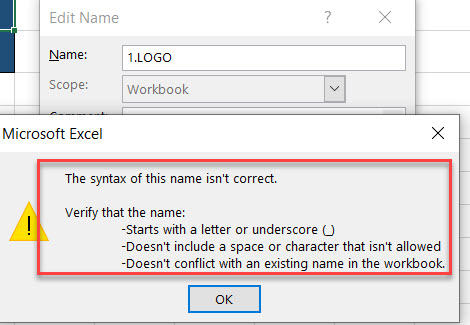 Edit Name
?
Name:
1.LOGO
Scope:
Workbook
Comment:
Microsoft Excel
The syntax of this name isn't correct.
Verify that the name:
-Starts with a letter or underscore (_)
-Doesn't include a space or character that isn't allowed
-Doesn't conflict with an existing name in the workbook.
OK